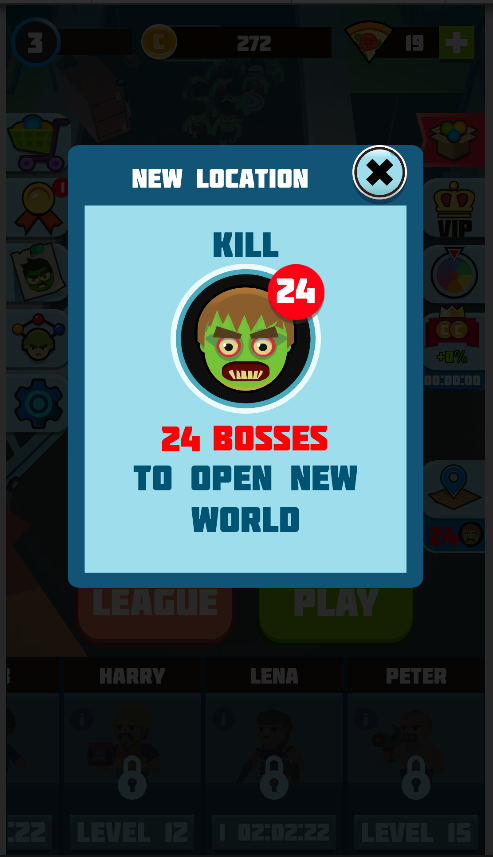 3
272
19
NEW LOCATION
KILL
24
24 BOSSES
TO OPEN NEW
WORLD
VIP
+0%
00:00:00
24
LEAGUE
PLAY
HARRY
LENA
PETER
:22
LEVEL 12
02:02:22
LEVEL 15